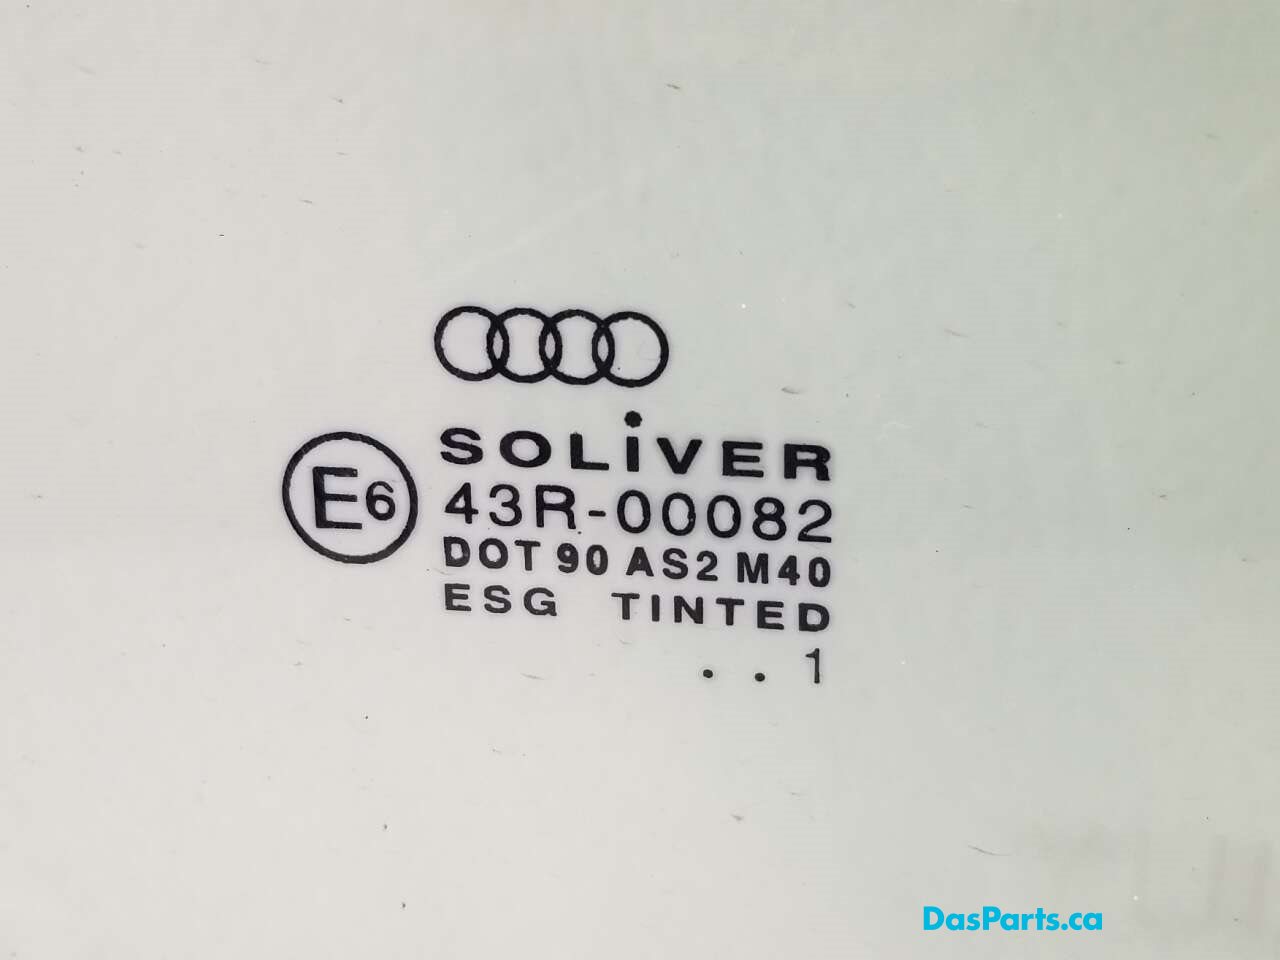 SOLiVER
E6
43R-00082
DOT 90 AS2 M40
ESG TINTED
. . 1
DasParts.ca